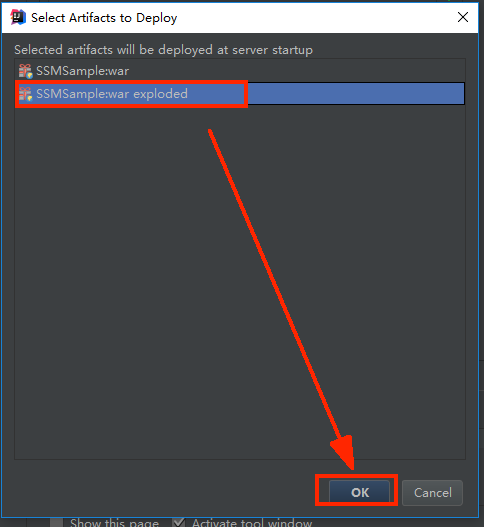 Select Artifacts to Deploy
Selected artifacts will be deployed at server startup
SSMSample:war
SSMSample:war exploded
OK
Cancel
Show this page
Activate tool window